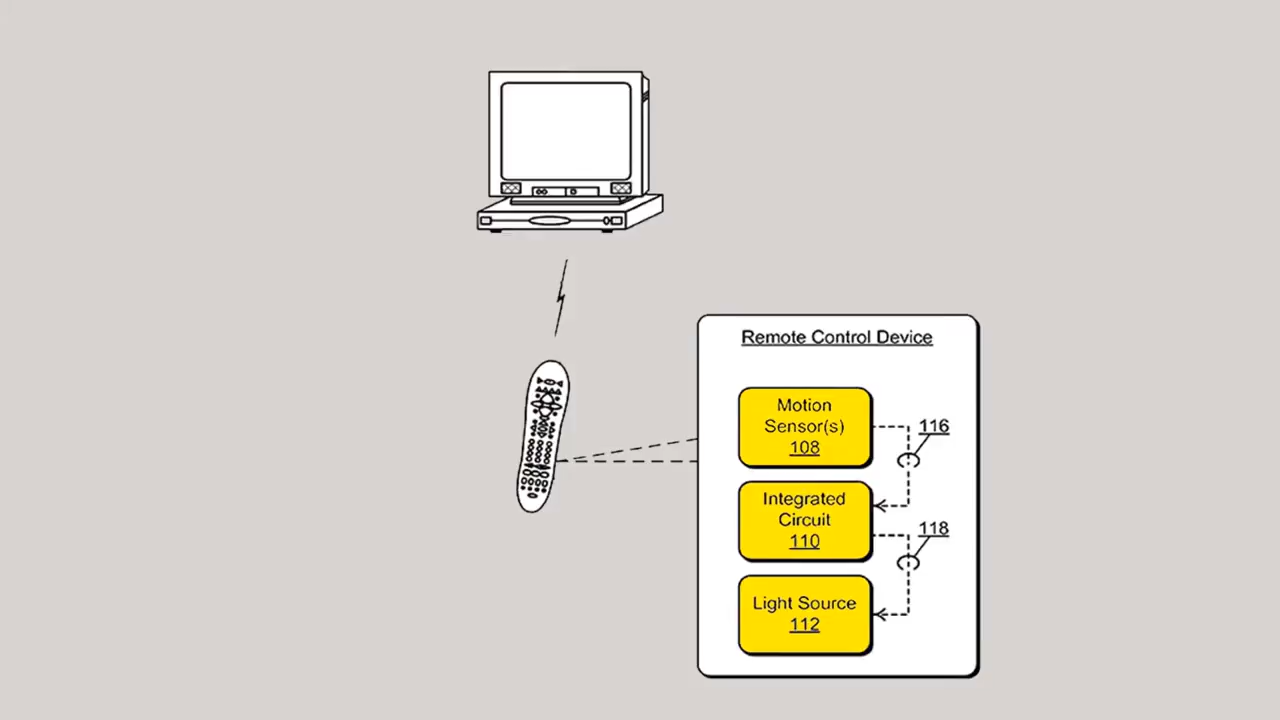 Remote Control Device
Motion
Sensor(s)
108
116
Integrated
Circuit
110
118
Light Source
112